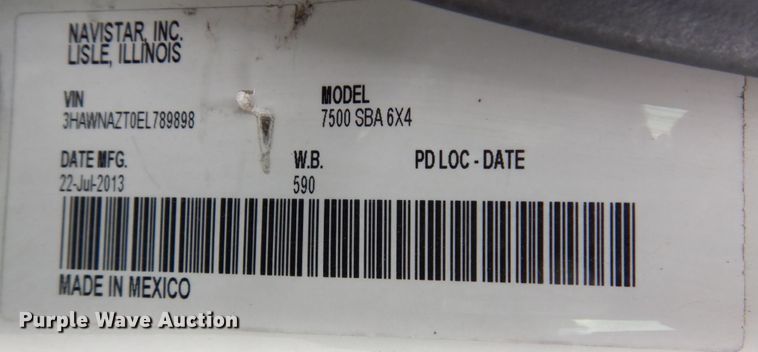 NAVISTAR, INC.
LISLE, ILLINOIS
VIN
3HAWNAZT0EL789898
MODEL
7500 SBA 6X4
DATE MFG.
22-Jul-2013
W.B.
590
PD LOC - DATE
MADE IN MEXICO
Purple Wave Auction